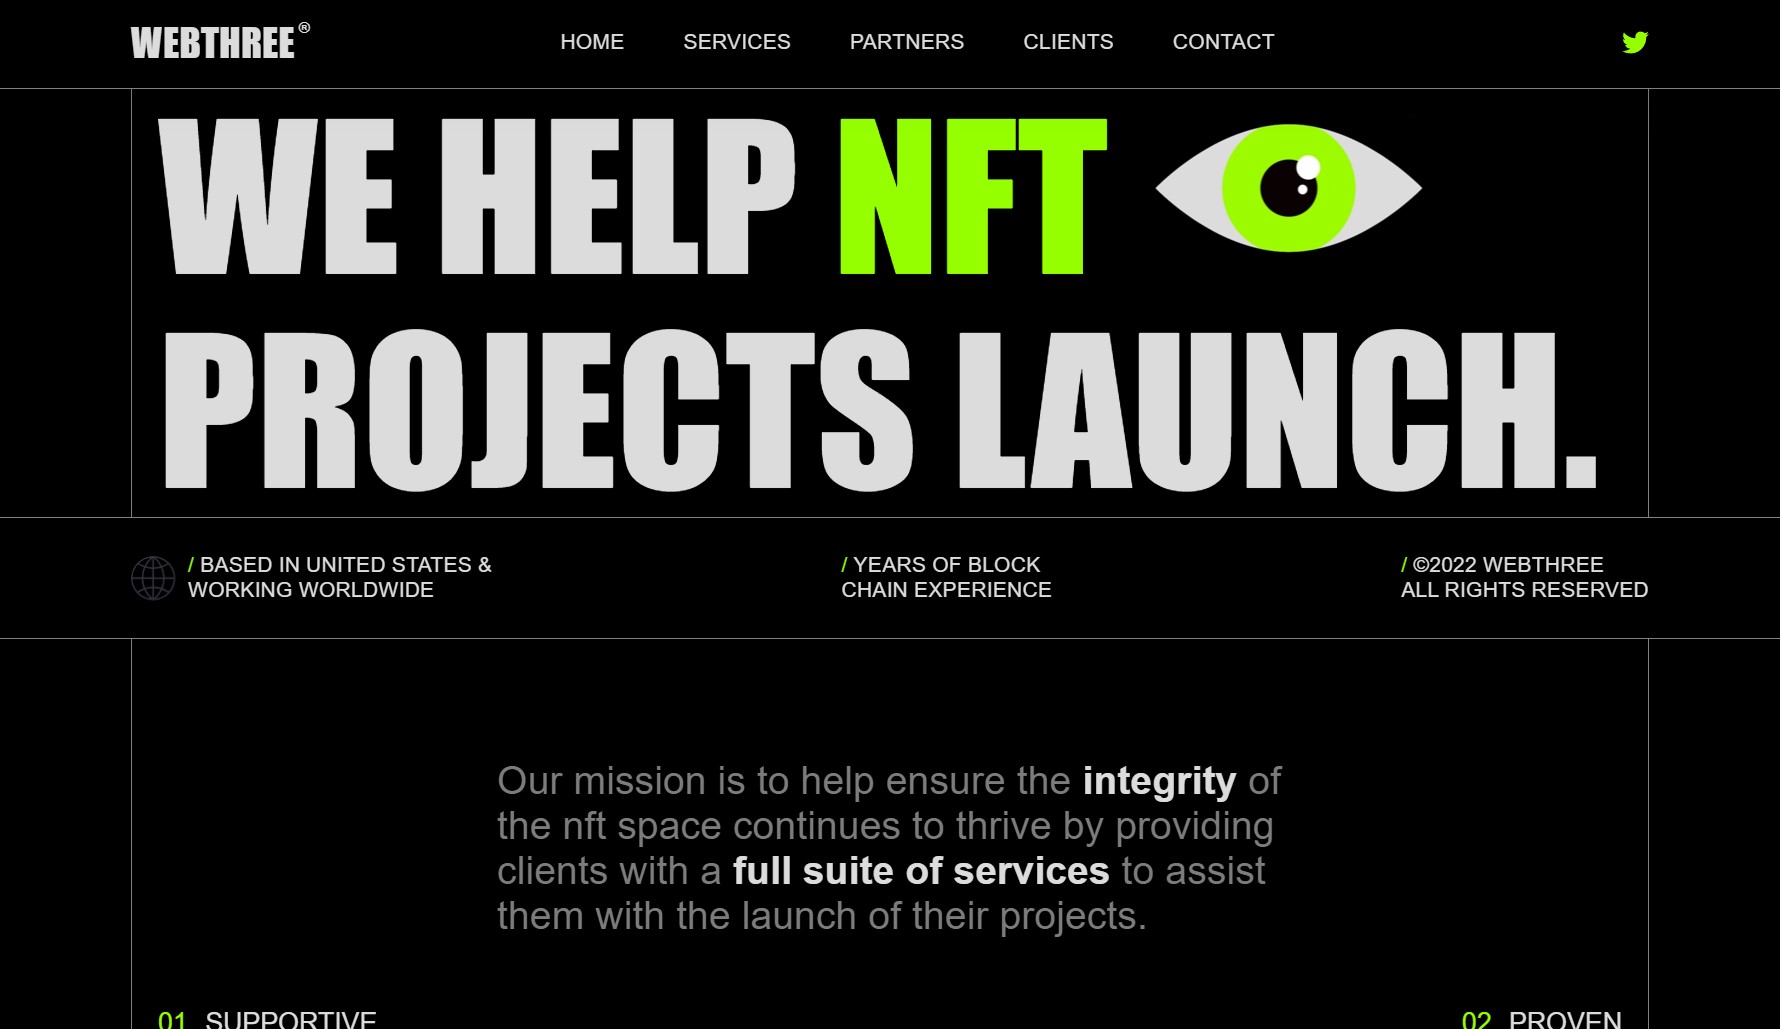 WEBTHREE®
HOME SERVICES PARTNERS CLIENTS CONTACT
WE HELP NFT
PROJECTS LAUNCH.
/ BASED IN UNITED STATES &
WORKING WORLDWIDE
/ YEARS OF BLOCK
CHAIN EXPERIENCE
/ ©2022 WEBTHREE
ALL RIGHTS RESERVED
Our mission is to help ensure the integrity of
the nft space continues to thrive by providing
clients with a full suite of services to assist
them with the launch of their projects.
01 SUPPORTIVE
02 PROVEN